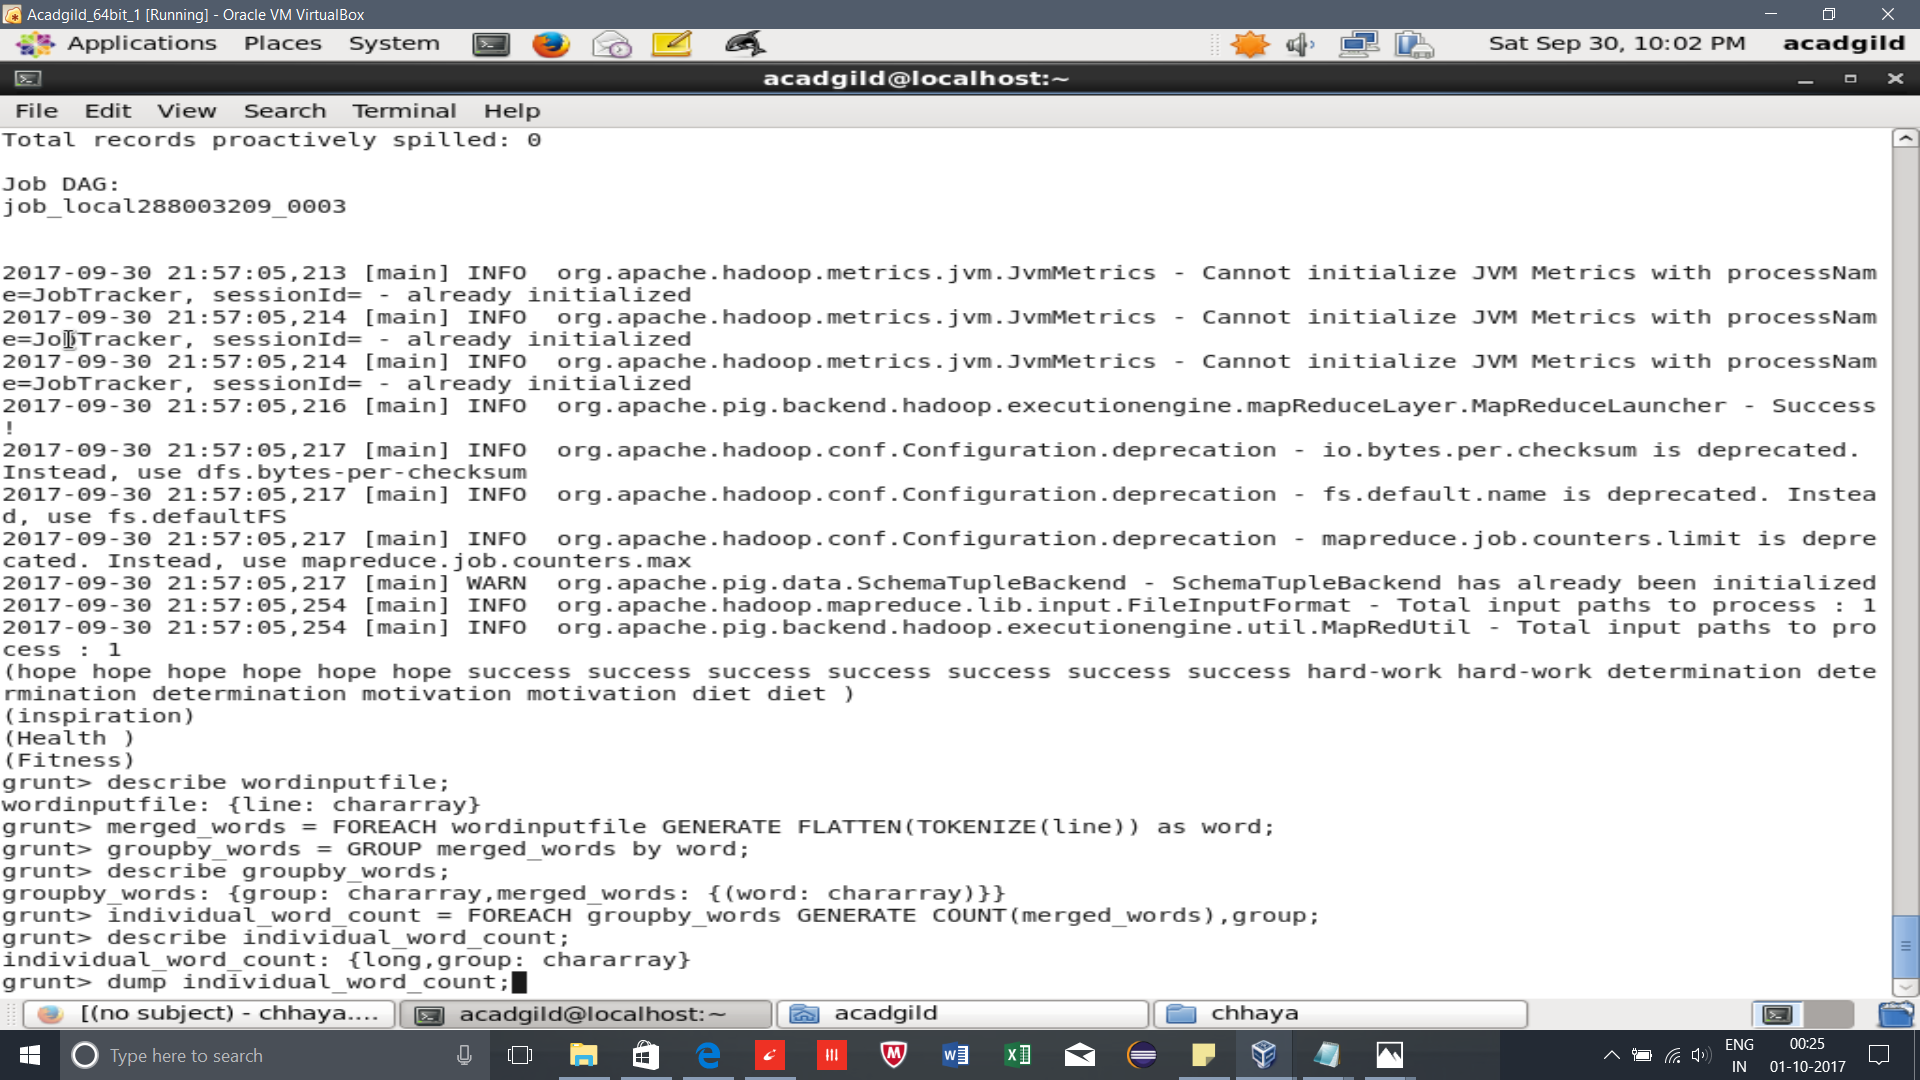 Acadgild_64bit_1 [Running] - Oracle VM VirtualBox
Applications Places System Sat Sep 30, 10:02 PM acadgild
acadgild@localhost:~
File Edit View Search Terminal Help
Total records proactively spilled: 0
Job DAG:
job_local288003209_0003
2017-09-30 21:57:05,213 [main] INFO  org.apache.hadoop.metrics.jvm.JvmMetrics - Cannot initialize JVM Metrics with processNam
e=JobTracker, sessionId= - already initialized
2017-09-30 21:57:05,214 [main] INFO  org.apache.hadoop.metrics.jvm.JvmMetrics - Cannot initialize JVM Metrics with processNam
e=JobTracker, sessionId= - already initialized
2017-09-30 21:57:05,214 [main] INFO  org.apache.hadoop.metrics.jvm.JvmMetrics - Cannot initialize JVM Metrics with processNam
e=JobTracker, sessionId= - already initialized
2017-09-30 21:57:05,216 [main] INFO  org.apache.pig.backend.hadoop.executionengine.mapReduceLayer.MapReduceLauncher - Success
!
2017-09-30 21:57:05,217 [main] INFO  org.apache.hadoop.conf.Configuration.deprecation - io.bytes.per.checksum is deprecated.
Instead, use dfs.bytes-per-checksum
2017-09-30 21:57:05,217 [main] INFO  org.apache.hadoop.conf.Configuration.deprecation - fs.default.name is deprecated. Instea
d, use fs.defaultFS
2017-09-30 21:57:05,217 [main] INFO  org.apache.hadoop.conf.Configuration.deprecation - mapreduce.job.counters.limit is depre
cated. Instead, use mapreduce.job.counters.max
2017-09-30 21:57:05,217 [main] WARN  org.apache.pig.data.SchemaTupleBackend - SchemaTupleBackend has already been initialized
2017-09-30 21:57:05,254 [main] INFO  org.apache.hadoop.mapreduce.lib.input.FileInputFormat - Total input paths to process : 1
2017-09-30 21:57:05,254 [main] INFO  org.apache.pig.backend.hadoop.executionengine.util.MapRedUtil - Total input paths to pro
cess : 1
(hope hope hope hope hope hope success success success success success success success hard-work hard-work determination dete
rmination determination motivation motivation diet diet )
(inspiration)
(Health )
(Fitness)
grunt> describe wordinputfile;
wordinputfile: {line: chararray}
grunt> merged_words = FOREACH wordinputfile GENERATE FLATTEN(TOKENIZE(line)) as word;
grunt> groupby_words = GROUP merged_words by word;
grunt> describe groupby_words;
groupby_words: {group: chararray,merged_words: {(word: chararray)}}
grunt> individual_word_count = FOREACH groupby_words GENERATE COUNT(merged_words),group;
grunt> describe individual_word_count;
individual_word_count: {long,group: chararray}
grunt> dump individual_word_count;
[(no subject) - chhaya.... acadgild@localhost:~ acadgild chhaya
Type here to search ENG 00:25
IN 01-10-2017